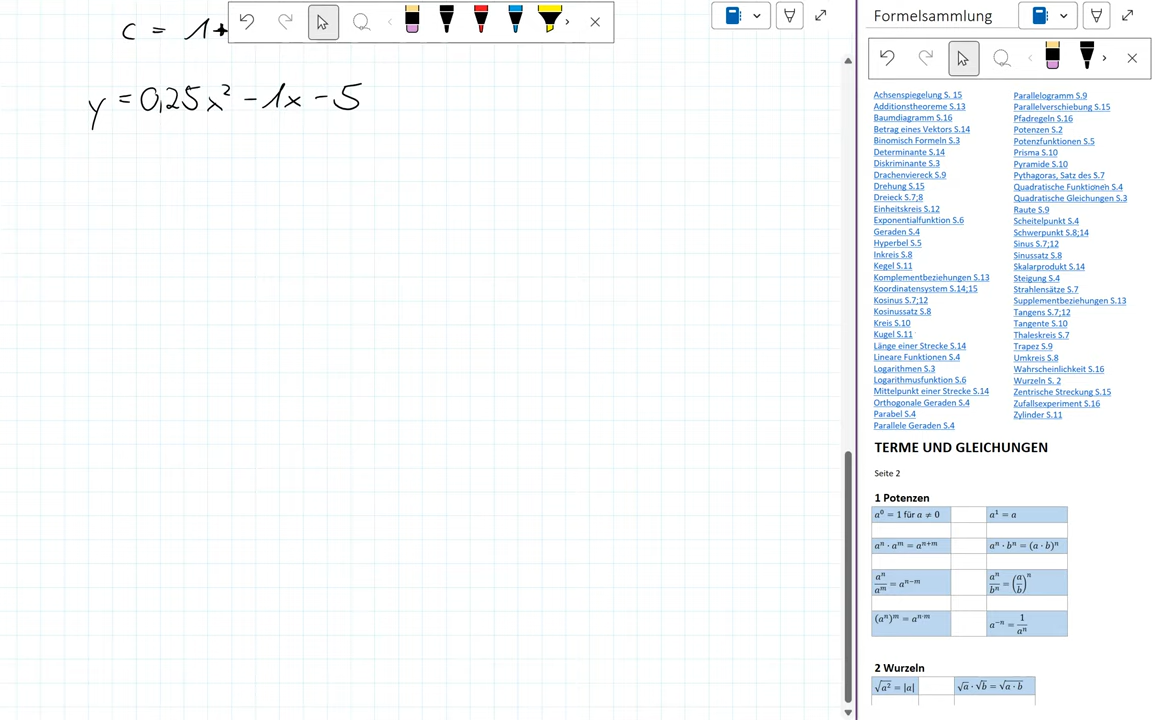 c = 1+
y = 0,25x² - 1x - 5
Formelsammlung
Achsenspiegelung S. 15
Additionstheoreme S.13
Baumdiagramm S.16
Betrag eines Vektors S.14
Binomisch Formeln S.3
Determinante S.14
Diskriminante S.3
Drachenviereck S.9
Drehung S.15
Dreieck S.7;8
Einheitskreis S.12
Exponentialfunktion S.6
Geraden S.4
Hyperbel S.5
Inkreis S.8
Kegel S.11
Komplementbeziehungen S.13
Koordinatensystem S.14;15
Kosinus S.7;12
Kosinussatz S.8
Kreis S.10
Kugel S.11
Länge einer Strecke S.14
Lineare Funktionen S.4
Logarithmen S.3
Logarithmusfunktion S.6
Mittelpunkt einer Strecke S.14
Orthogonale Geraden S.4
Parabel S.4
Parallele Geraden S.4
Parallelogramm S.9
Parallelverschiebung S.15
Pfadregeln S.16
Potenzen S.2
Potenzfunktionen S.5
Prisma S.10
Pyramide S.10
Pythagoras, Satz des S.7
Quadratische Funktionen S.4
Quadratische Gleichungen S.3
Raute S.9
Scheitelpunkt S.4
Schwerpunkt S.8;14
Sinus S.7;12
Sinussatz S.8
Skalarprodukt S.14
Steigung S.4
Strahlensätze S.7
Supplementbeziehungen S.13
Tangens S.7;12
Tangente S.10
Thaleskreis S.7
Trapez S.9
Umkreis S.8
Wahrscheinlichkeit S.16
Wurzeln S. 2
Zentrische Streckung S.15
Zufallsexperiment S.16
Zylinder S.11
TERME UND GLEICHUNGEN
Seite 2
1 Potenzen
a⁰ = 1 für a ≠ 0 a¹ = a
aⁿ · aᵐ = aⁿ⁺ᵐ aⁿ · bⁿ = (a · b)ⁿ
aⁿ/aᵐ = aⁿ⁻ᵐ aⁿ/bⁿ = (a/b)ⁿ
(aⁿ)ᵐ = aⁿ·ᵐ a⁻ⁿ = 1/aⁿ
2 Wurzeln
√a² = |a| √a · √b = √a · b